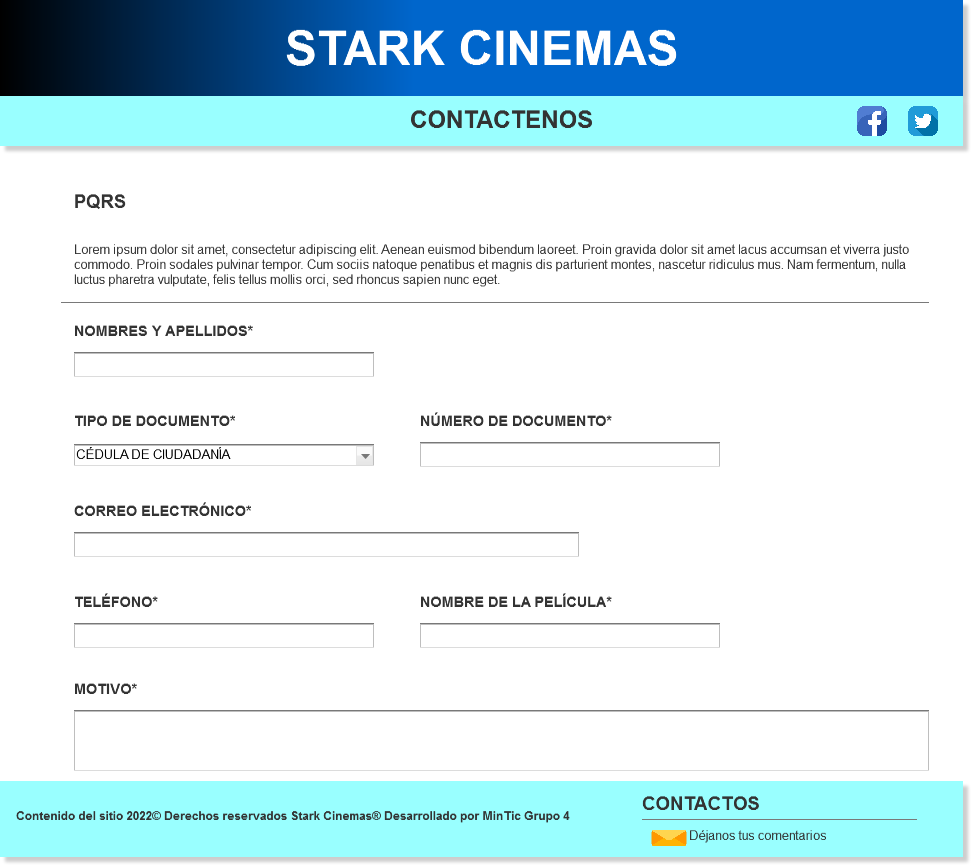 STARK CINEMAS
CONTACTENOS
PQRS
Lorem ipsum dolor sit amet, consectetur adipiscing elit. Aenean euismod bibendum laoreet. Proin gravida dolor sit amet lacus accumsan et viverra justo
commodo. Proin sodales pulvinar tempor. Cum sociis natoque penatibus et magnis dis parturient montes, nascetur ridiculus mus. Nam fermentum, nulla
luctus pharetra vulputate, felis tellus mollis orci, sed rhoncus sapien nunc eget.
NOMBRES Y APELLIDOS*
TIPO DE DOCUMENTO*
NÚMERO DE DOCUMENTO*
CÉDULA DE CIUDADANÍA
CORREO ELECTRÓNICO*
TELÉFONO*
NOMBRE DE LA PELÍCULA*
MOTIVO*
Contenido del sitio 2022© Derechos reservados Stark Cinemas® Desarrollado por MinTic Grupo 4
CONTACTOS
Déjanos tus comentarios